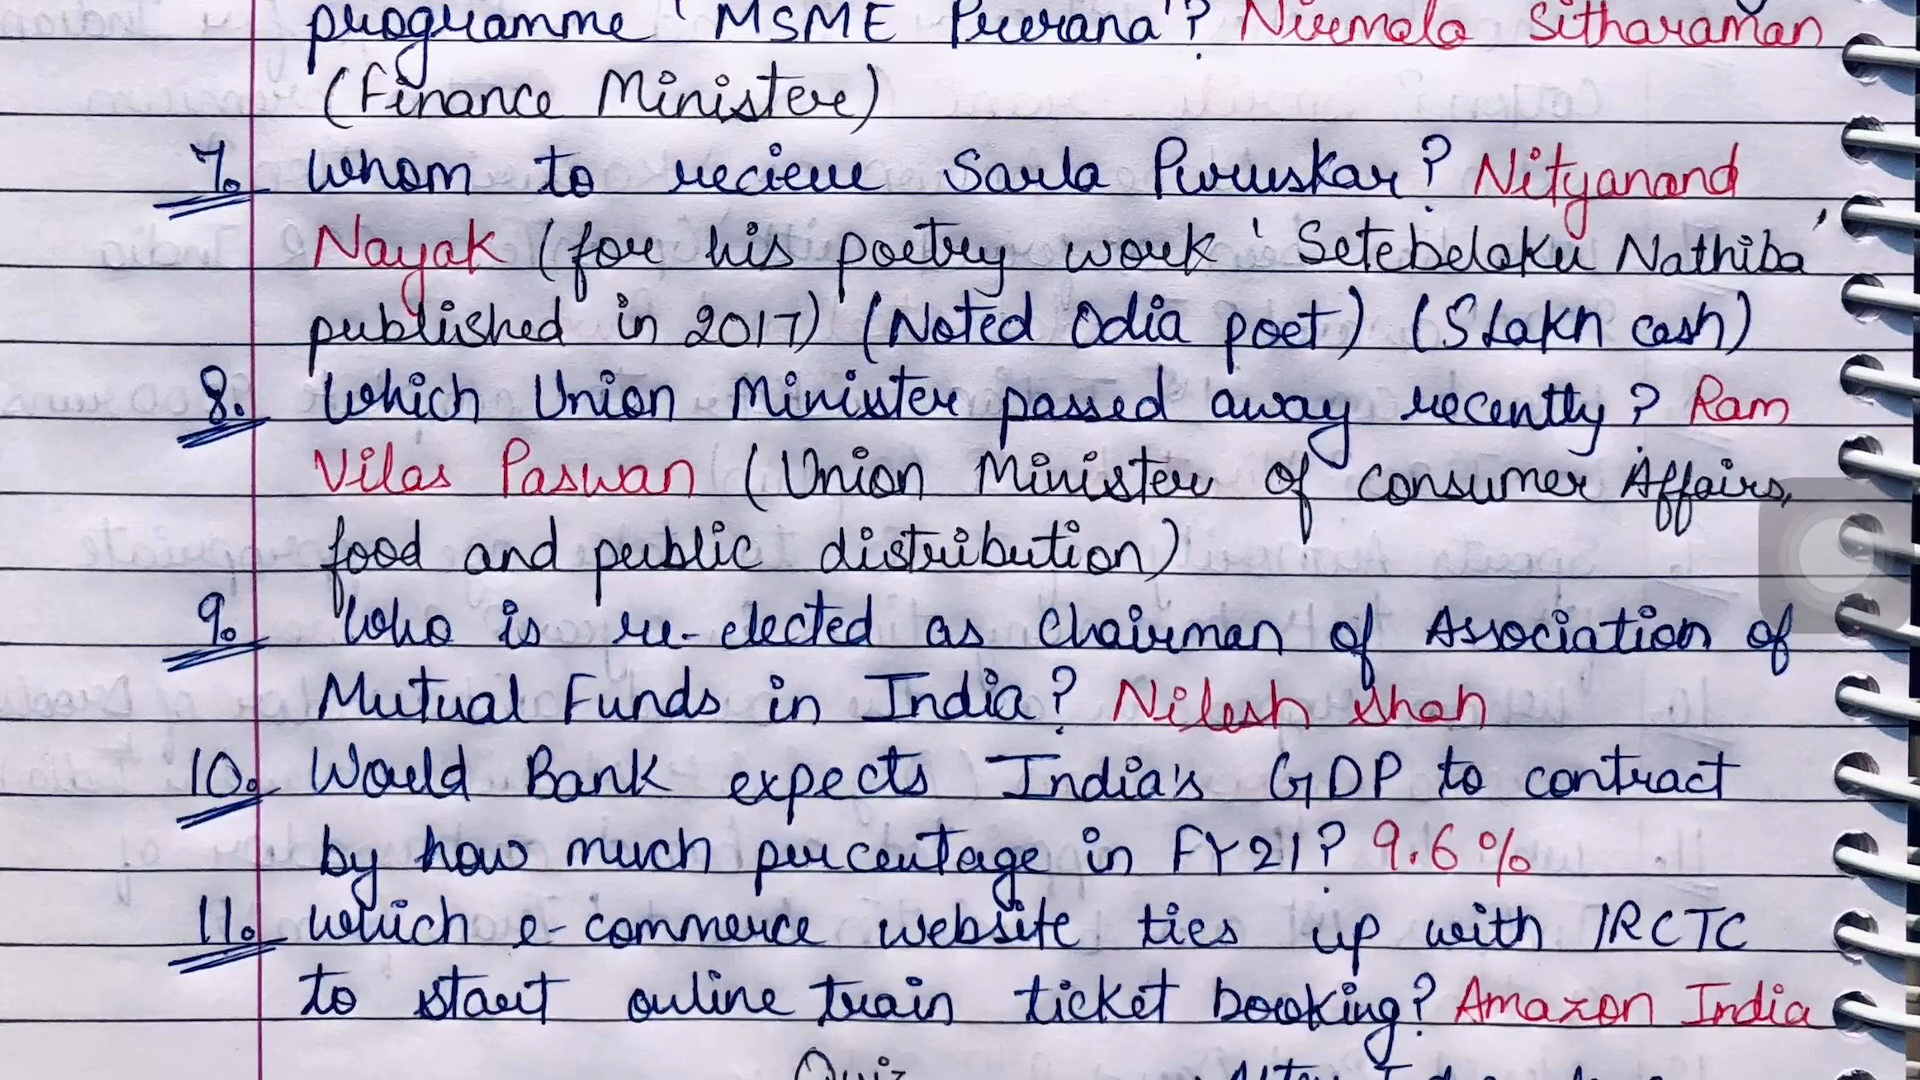 programme 'MSME Prerana'? Nirmala Sitharaman
(Finance Minister)
7. Whom to recieve Sarla Puruskar? Nityanand
Nayak (for his poetry work 'Setebelaku Nathiba'
published in 2017) (Noted Odia poet) (5 Lakh cash)
8. Which Union Minister passed away recently? Ram
Vilas Paswan (Union Minister of Consumer Affairs,
food and public distribution)
9. Who is re-elected as Chairman of Association of
Mutual Funds in India? Nilesh Shah
10. World Bank expects India's GDP to contract
by how much percentage in FY21? 9.6%
11. Which e-commerce website ties up with IRCTC
to start online train ticket booking? Amazon India
Quiz